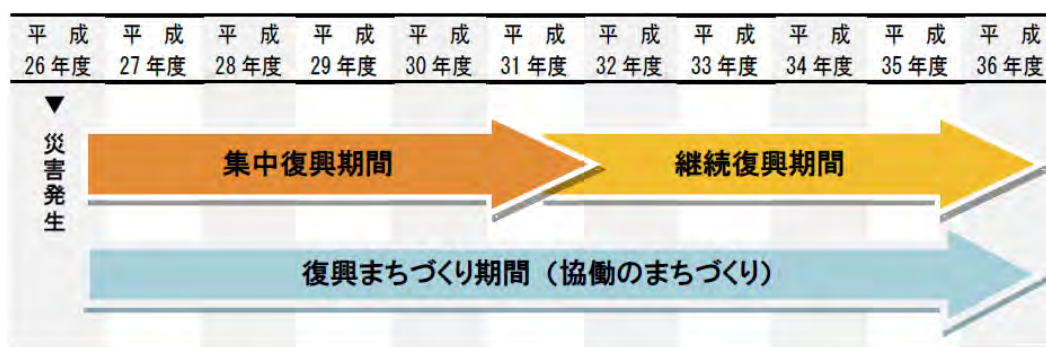 平成 平成 平成 平成 平成 平成 平成 平成 平成 平成 平成
26年度 27年度 28年度 29年度 30年度 31年度 32年度 33年度 34年度 35年度 36年度
▼
災害発生
集中復興期間 継続復興期間
復興まちづくり期間（協働のまちづくり）